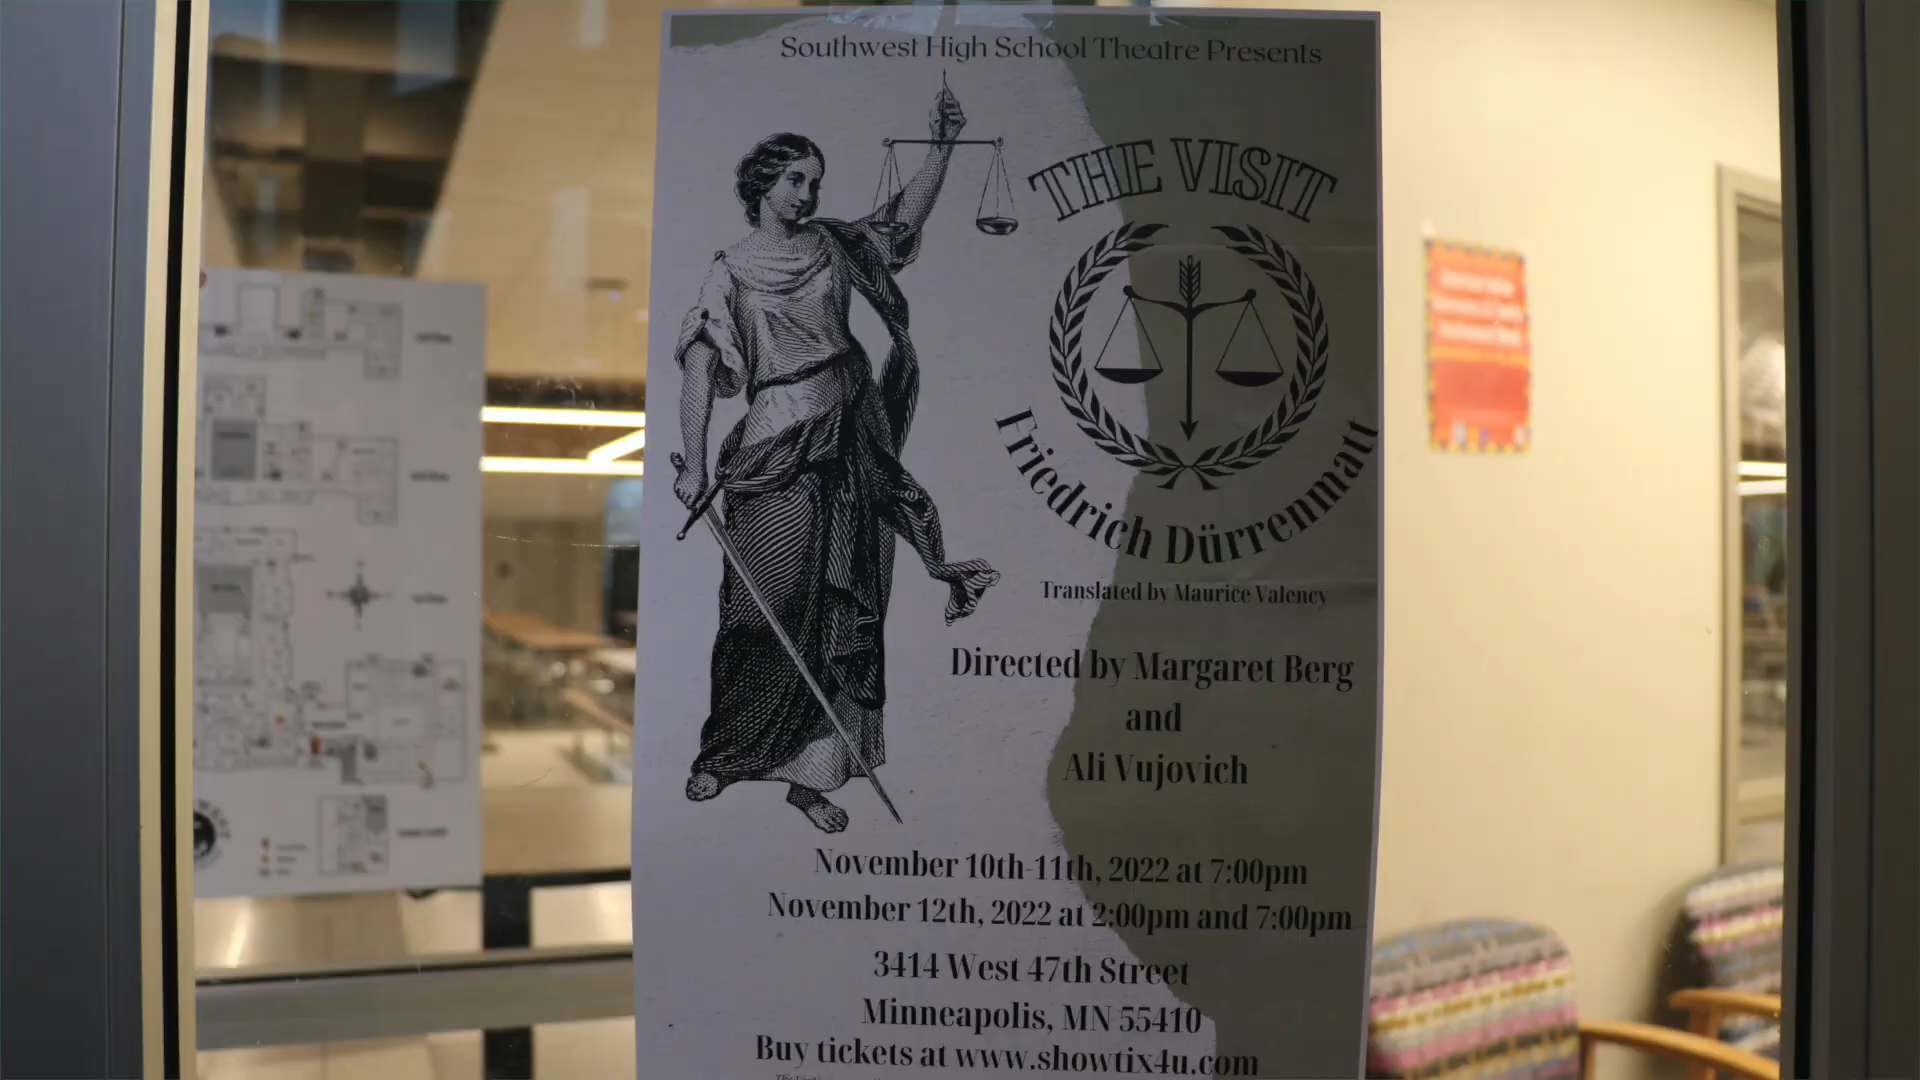 Southwest High School Theatre Presents
THE VISIT
Friedrich Dürrenmatt
Translated by Maurice Valency
Directed by Margaret Berg
and
Ali Vujovich
November 10th-11th, 2022 at 7:00pm
November 12th, 2022 at 2:00pm and 7:00pm
3414 West 47th Street
Minneapolis, MN 55410
Buy tickets at www.showtix4u.com